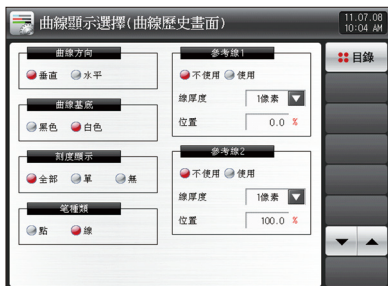 曲線顯示選擇(曲線歷史畫面)
11.07.08
10:04 AM
曲線方向
垂直 水平
曲線基底
黑色 白色
刻度顯示
全部 單 無
笔種類
點 線
參考線1
不使用 使用
線厚度 1像素
位置 0.0 %
參考線2
不使用 使用
線厚度 1像素
位置 100.0 %
目錄